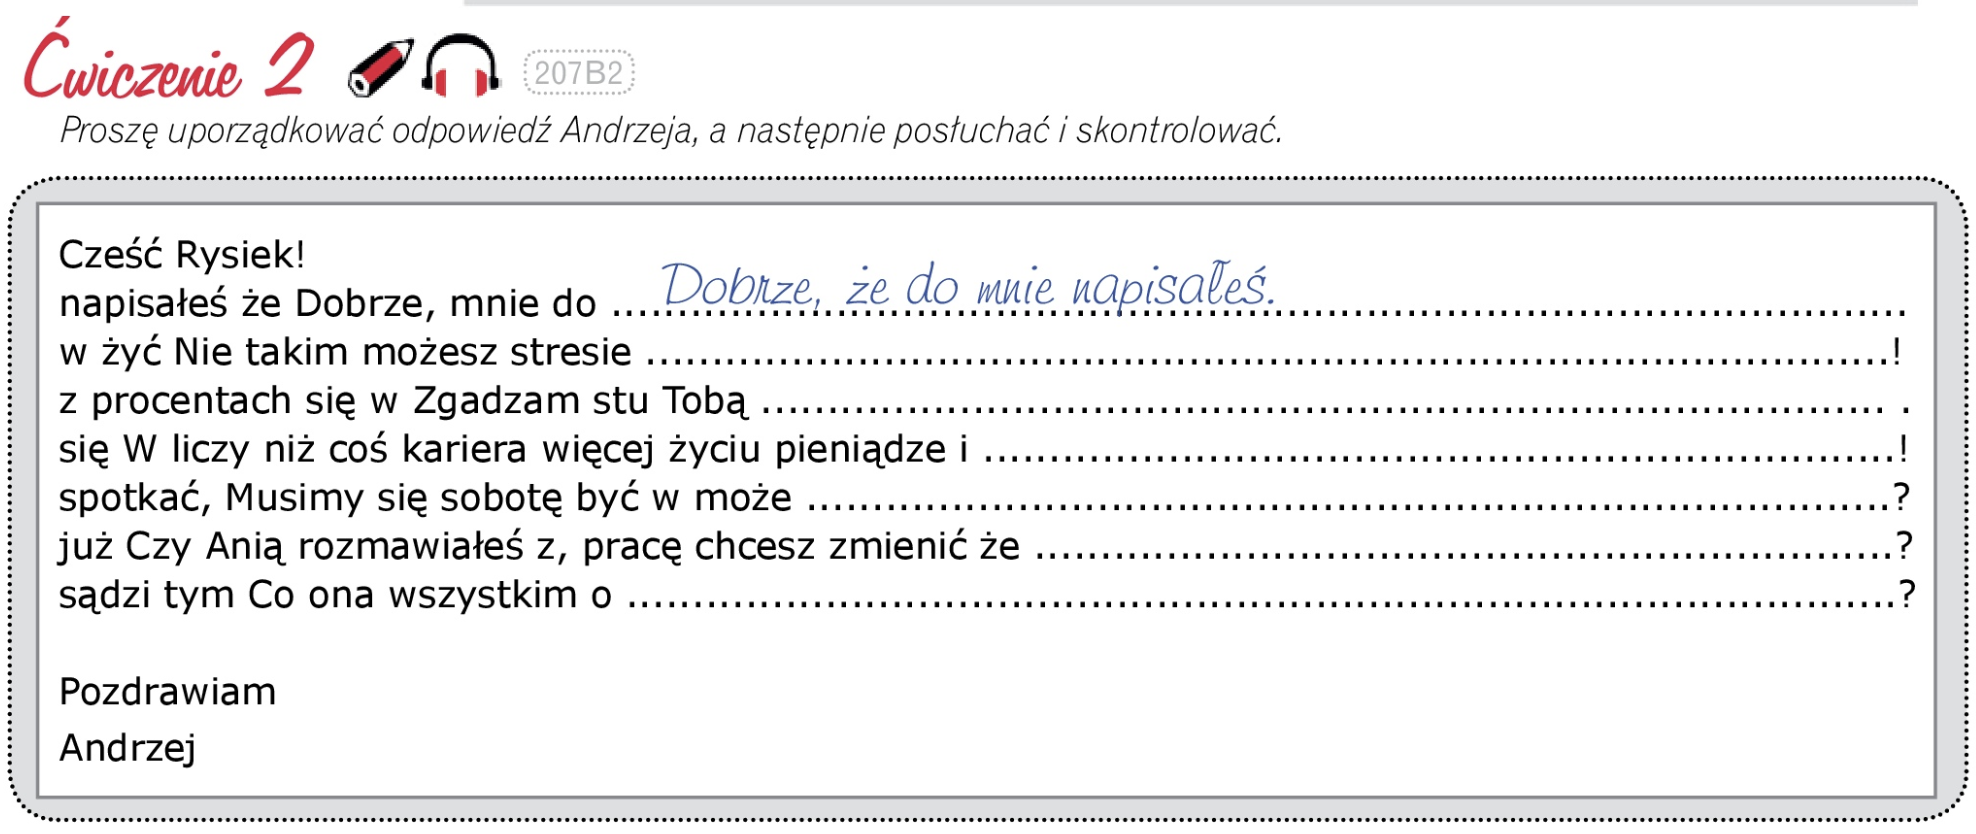 Ćwiczenie 2 207B2
Proszę uporządkować odpowiedź Andrzeja, a następnie posłuchać i skontrolować.
Cześć Rysiek!
napisałeś że Dobrze, mnie do ..... Dobrze, że do mnie napisałeś. .....
w żyć Nie takim możesz stresie .....!
z procentach się w Zgadzam stu Tobą ..... .
się W liczy niż coś kariera więcej życiu pieniądze i .....!
spotkać, Musimy się sobotę być w może .....?
już Czy Anią rozmawiałeś z, pracę chcesz zmienić że .....?
sądzi tym Co ona wszystkim o .....?
Pozdrawiam
Andrzej